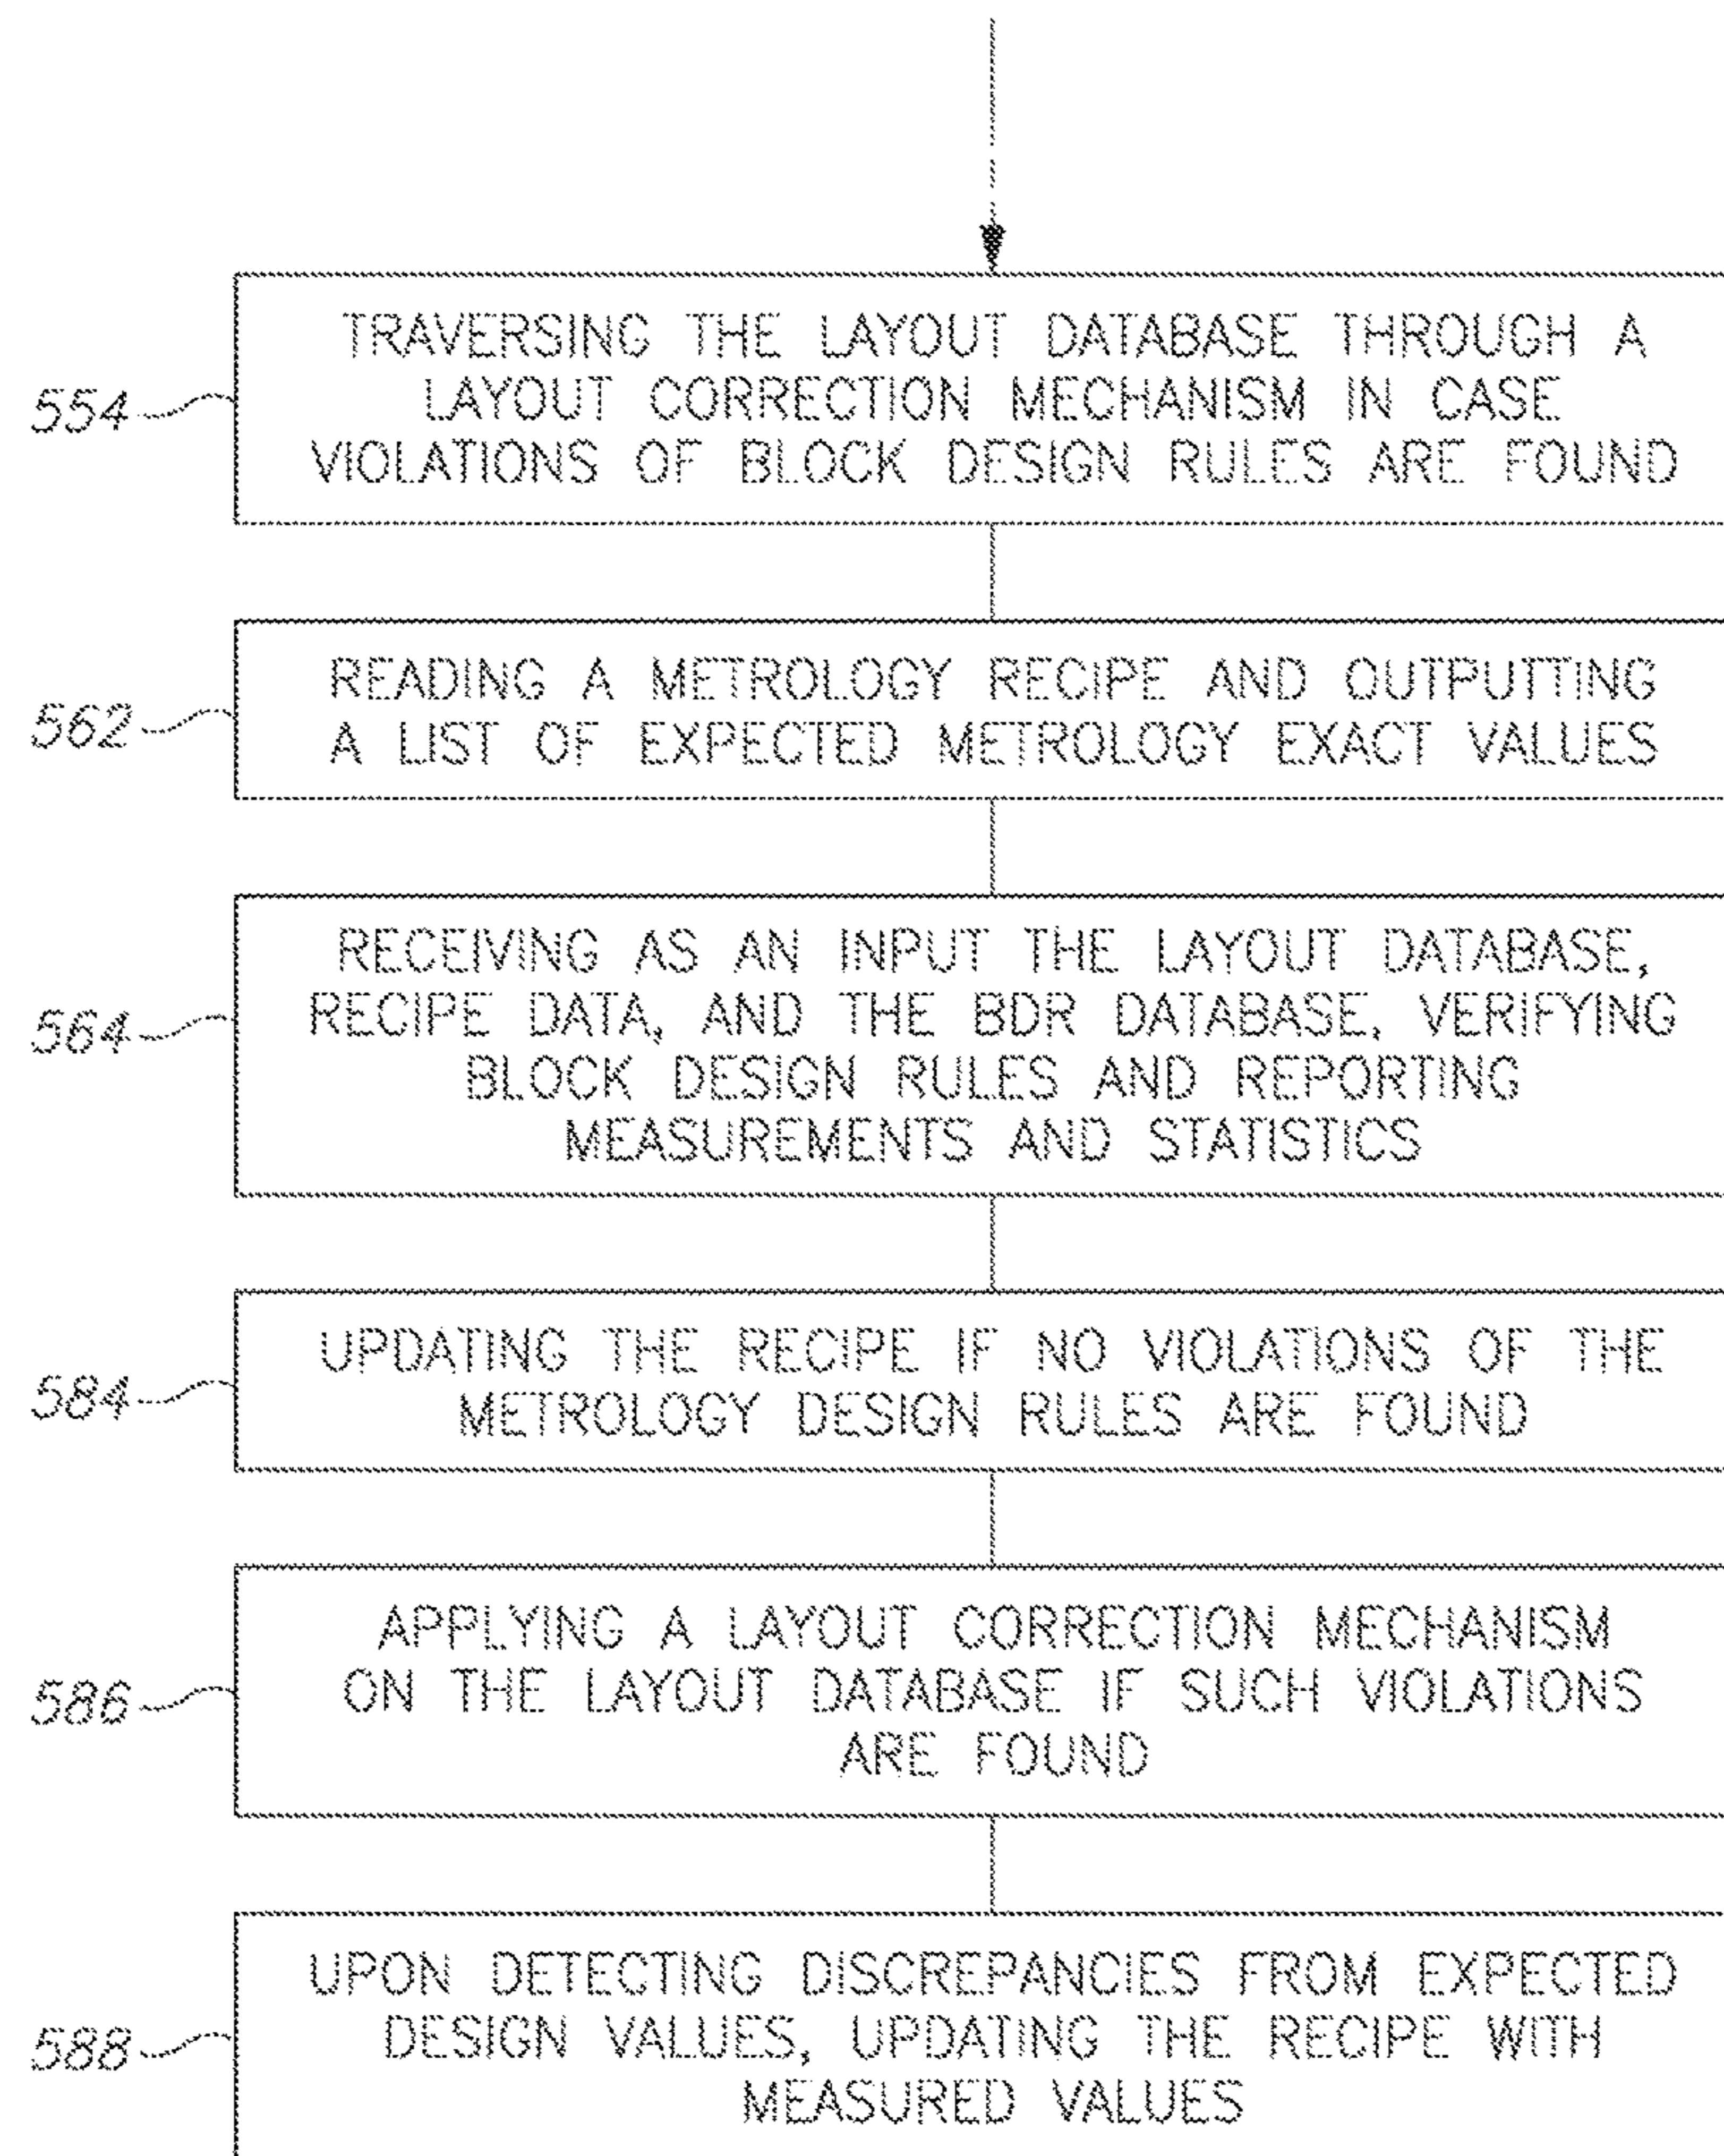 TRAVERSING THE LAYOUT DATABASE THROUGH A
LAYOUT CORRECTION MECHANISM IN CASE
554
VIOLATIONS OF BLOCK DESIGN RULES ARE FOUND
READING A METROLOGY RECIPE AND OUTPUTTING
562
A LIST OF EXPECTED METROLOGY EXACT VALUES
RECEIVING AS AN INPUT THE LAYOUT DATABASE,
RECIPE DATA, AND THE BDR DATABASE, VERIFYING
564
BLOCK DESIGN RULES AND REPORTING
MEASUREMENTS AND STATISTICS
UPDATING THE RECIPE IF NO VIOLATIONS OF THE
584
METROLOGY DESIGN RULES ARE FOUND
APPLYING A LAYOUT CORRECTION MECHANISM
586
ON THE LAYOUT DATABASE IF SUCH VIOLATIONS
ARE FOUND
UPON DETECTING DISCREPANCIES FROM EXPECTED
588
DESIGN VALUES, UPDATING THE RECIPE WITH
MEASURED VALUES